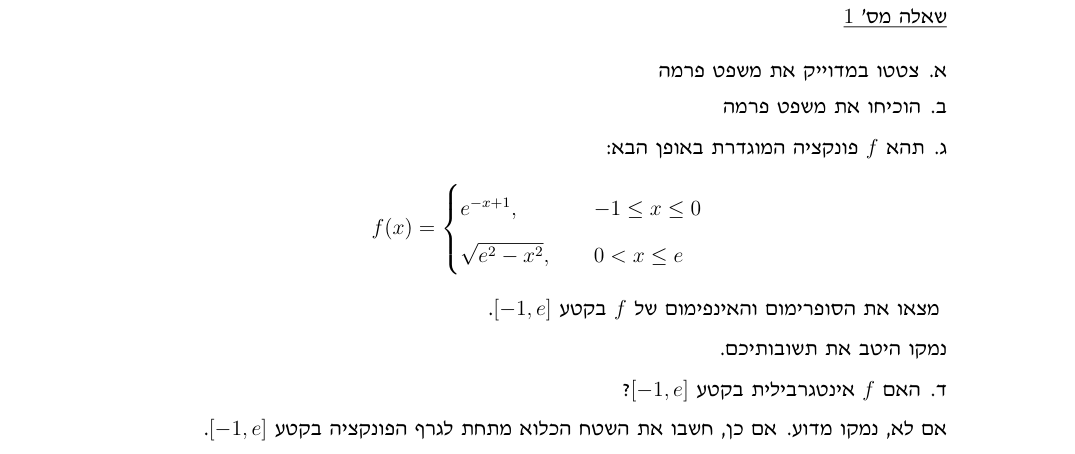 שאלה מס' 1
א. צטטו במדוייק את משפט פרמה
ב. הוכיחו את משפט פרמה
ג. תהא f פונקציה המוגדרת באופן הבא:
f(x) = { e^{-x+1}, −1 ≤ x ≤ 0
√(e² − x²), 0 < x ≤ e
מצאו את הסופרימום והאינפימום של f בקטע [−1, e].
נמקו היטב את תשובותיכם.
ד. האם f אינטגרבילית בקטע [−1, e]?
אם לא, נמקו מדוע. אם כן, חשבו את השטח הכלוא מתחת לגרף הפונקציה בקטע [−1, e].